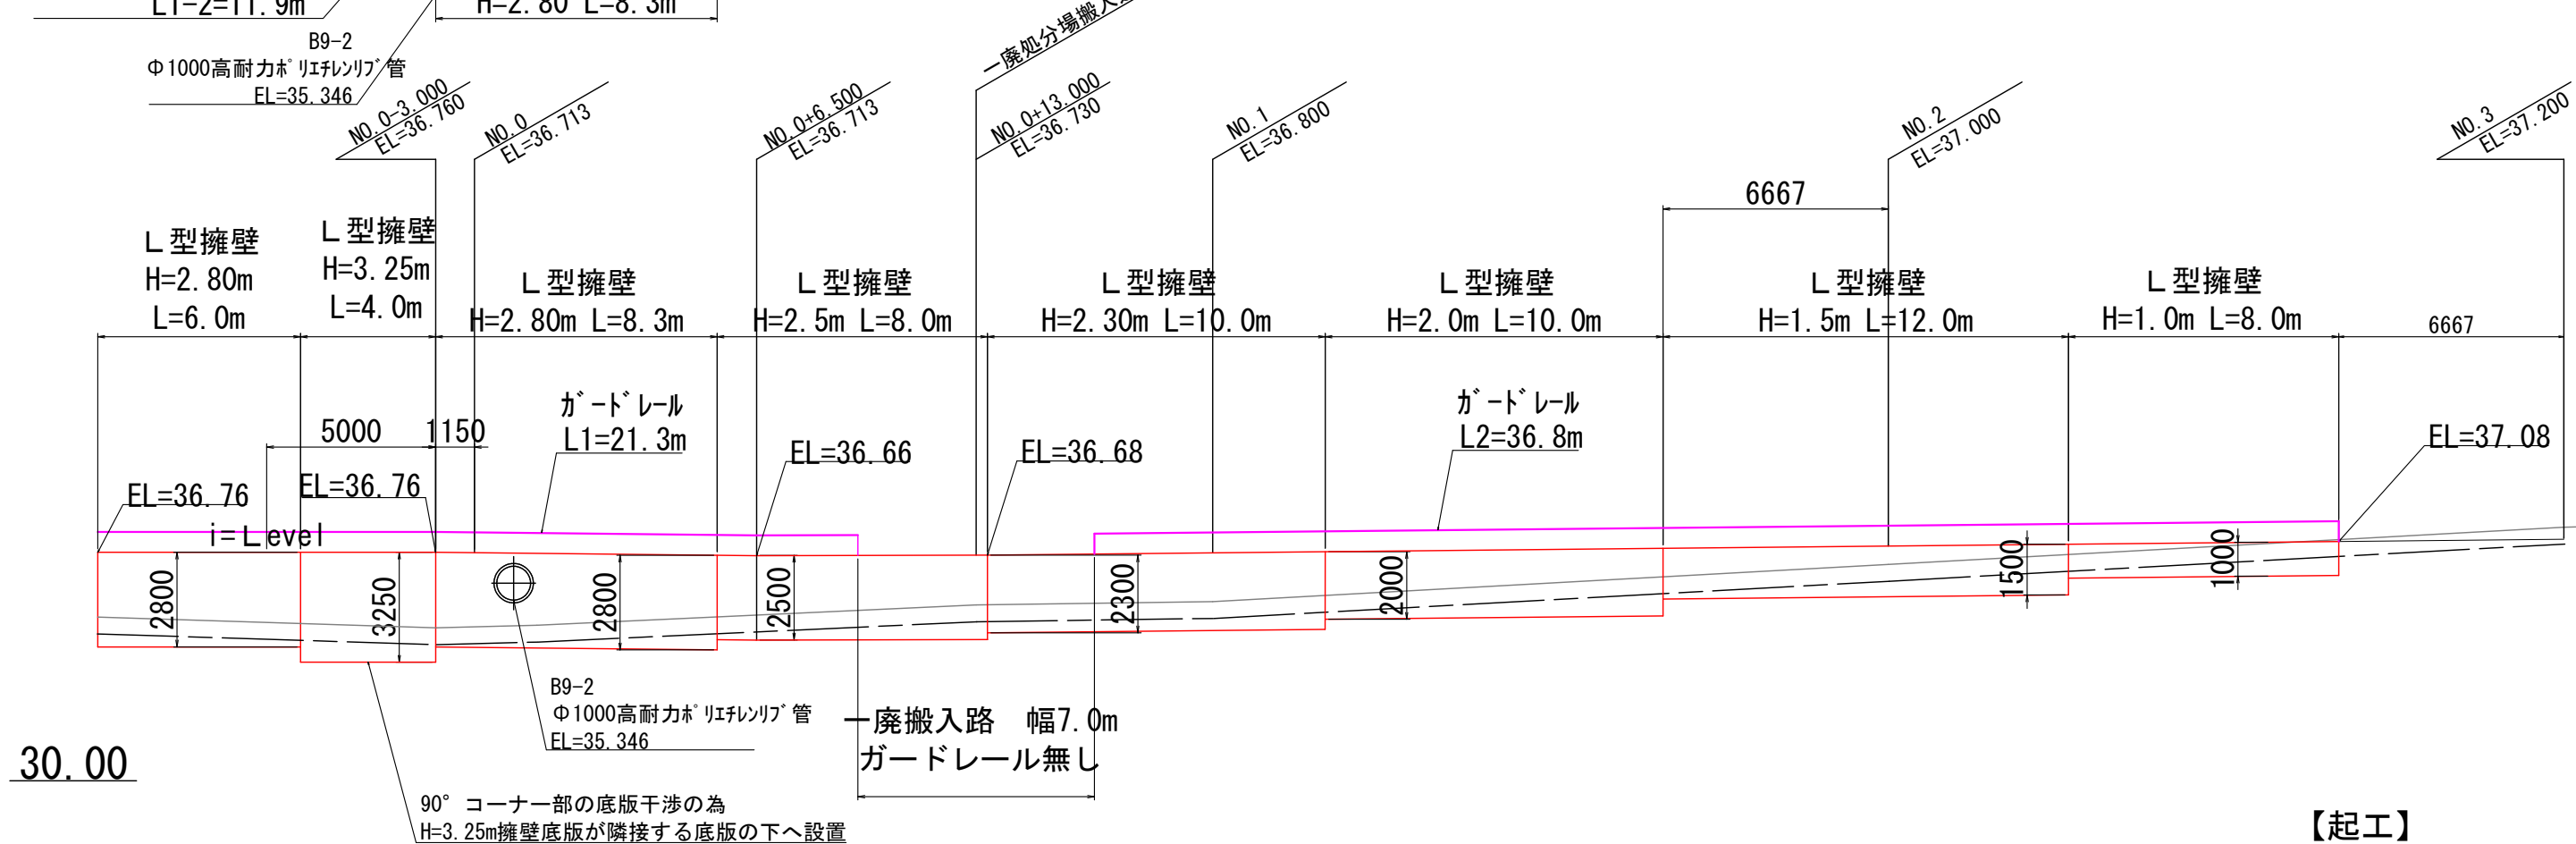 L1-2=11.9m
H=2.80 L=8.3m
B9-2
Φ1000高耐力ﾎﾟﾘｴﾁﾚﾝﾘﾌﾞ管
EL=35.346
一廃処分場搬入
NO.0-3.000
EL=36.760
NO.0
EL=36.713
NO.0+6.500
EL=36.713
NO.0+13.000
EL=36.730
NO.1
EL=36.800
NO.2
EL=37.000
NO.3
EL=37.200
6667
L型擁壁
H=2.80m
L=6.0m
L型擁壁
H=3.25m
L=4.0m
L型擁壁
H=2.80m L=8.3m
L型擁壁
H=2.5m L=8.0m
L型擁壁
H=2.30m L=10.0m
L型擁壁
H=2.0m L=10.0m
L型擁壁
H=1.5m L=12.0m
L型擁壁
H=1.0m L=8.0m
6667
5000
1150
ｶﾞｰﾄﾞﾚｰﾙ
L1=21.3m
ｶﾞｰﾄﾞﾚｰﾙ
L2=36.8m
EL=36.76
EL=36.76
EL=36.66
EL=36.68
EL=37.08
i=Level
2800
3250
2800
2500
2300
2000
1500
1000
B9-2
Φ1000高耐力ﾎﾟﾘｴﾁﾚﾝﾘﾌﾞ管
EL=35.346
一廃搬入路 幅7.0m
ガードレール無し
30.00
90° コーナー部の底版干渉の為
H=3.25m擁壁底版が隣接する底版の下へ設置
【起工】